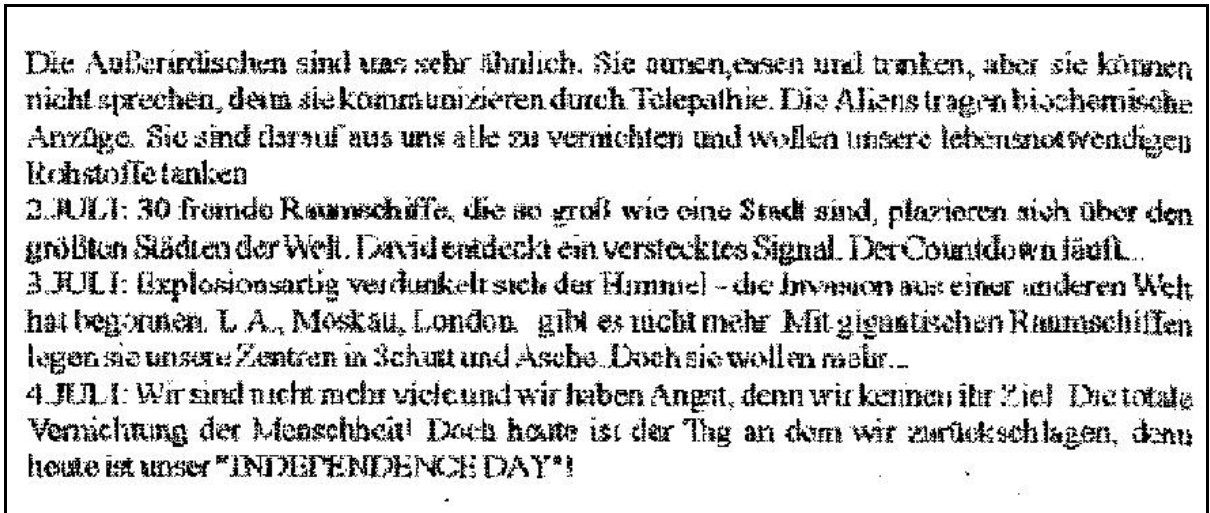 Die Außerirdischen sind uns sehr ähnlich. Sie atmen,essen und trinken, aber sie können
nicht sprechen, denn sie kommunizieren durch Telepathie. Die Aliens tragen biochemische
Anzüge. Sie sind darauf aus uns alle zu vernichten und wollen unsere lebensnotwendigen
Rohstoffe tanken
2.JULI: 30 fremde Raumschiffe, die so groß wie eine Stadt sind, plazieren sich über den
größten Städten der Welt. David entdeckt ein verstecktes Signal. Der Countdown läuft...
3.JULI: Explosionsartig verdunkelt sich der Himmel - die Invasion aus einer anderen Welt
hat begonnen. L.A., Moskau, London gibt es nicht mehr. Mit gigantischen Raumschiffen
legen sie unsere Zentren in Schutt und Asche. Doch sie wollen mehr...
4.JULI: Wir sind nicht mehr viele und wir haben Angst, denn wir kennen ihr Ziel. Die totale
Vernichtung der Menschheit! Doch heute ist der Tag an dem wir zurückschlagen, denn
heute ist unser "INDEPENDENCE DAY"!